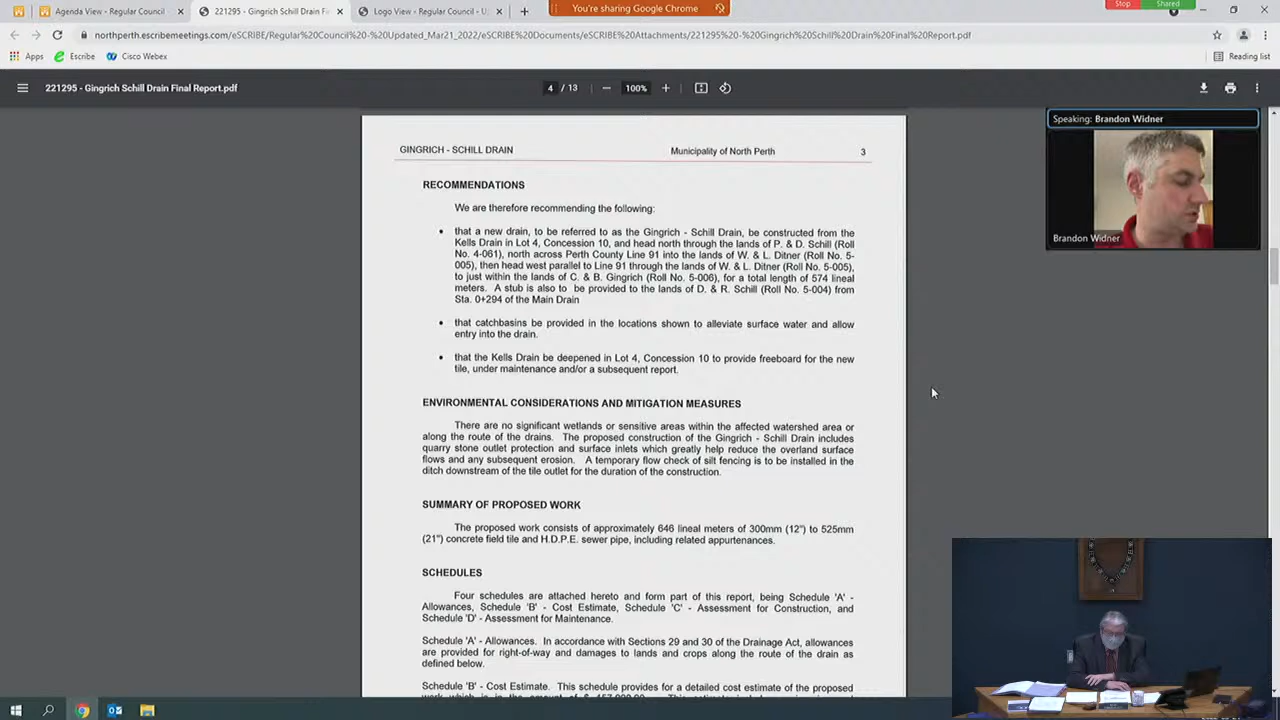 Agenda View - Regular Council
221295 - Gingrich Schill Drain Fi
Logo View - Regular Council - U
You're sharing Google Chrome
Stop
Shared
northperth.escribemeetings.com/eSCRIBE/Regular%20Council%20-%20Updated_Mar21_2022/eSCRIBE%20Documents/eSCRIBE%20Attachments/221295%20-%20Gingrich%20Schill%20Drain%20Final%20Report.pdf
Apps
Escribe
Cisco Webex
Reading list
221295 - Gingrich Schill Drain Final Report.pdf
4 / 13
100%
Speaking: Brandon Widner
Brandon Widner
GINGRICH - SCHILL DRAIN
Municipality of North Perth
3
RECOMMENDATIONS
We are therefore recommending the following:
• that a new drain, to be referred to as the Gingrich - Schill Drain, be constructed from the
Kells Drain in Lot 4, Concession 10, and head north through the lands of P. & D. Schill (Roll
No. 4-061), north across Perth County Line 91 into the lands of W. & L. Ditner (Roll No. 5-
005), then head west parallel to Line 91 through the lands of W. & L. Ditner (Roll No. 5-005),
to just within the lands of C. & B. Gingrich (Roll No. 5-006), for a total length of 574 lineal
meters. A stub is also to be provided to the lands of D. & R. Schill (Roll No. 5-004) from
Sta. 0+294 of the Main Drain
• that catchbasins be provided in the locations shown to alleviate surface water and allow
entry into the drain.
• that the Kells Drain be deepened in Lot 4, Concession 10 to provide freeboard for the new
tile, under maintenance and/or a subsequent report.
ENVIRONMENTAL CONSIDERATIONS AND MITIGATION MEASURES
There are no significant wetlands or sensitive areas within the affected watershed area or
along the route of the drains. The proposed construction of the Gingrich - Schill Drain includes
quarry stone outlet protection and surface inlets which greatly help reduce the overland surface
flows and any subsequent erosion. A temporary flow check of silt fencing is to be installed in the
ditch downstream of the tile outlet for the duration of the construction.
SUMMARY OF PROPOSED WORK
The proposed work consists of approximately 646 lineal meters of 300mm (12") to 525mm
(21") concrete field tile and H.D.P.E. sewer pipe, including related appurtenances.
SCHEDULES
Four schedules are attached hereto and form part of this report, being Schedule 'A' -
Allowances, Schedule 'B' - Cost Estimate, Schedule 'C' - Assessment for Construction, and
Schedule 'D' - Assessment for Maintenance.
Schedule 'A' - Allowances. In accordance with Sections 29 and 30 of the Drainage Act, allowances
are provided for right-of-way and damages to lands and crops along the route of the drain as
defined below.
Schedule 'B' - Cost Estimate. This schedule provides for a detailed cost estimate of the proposed